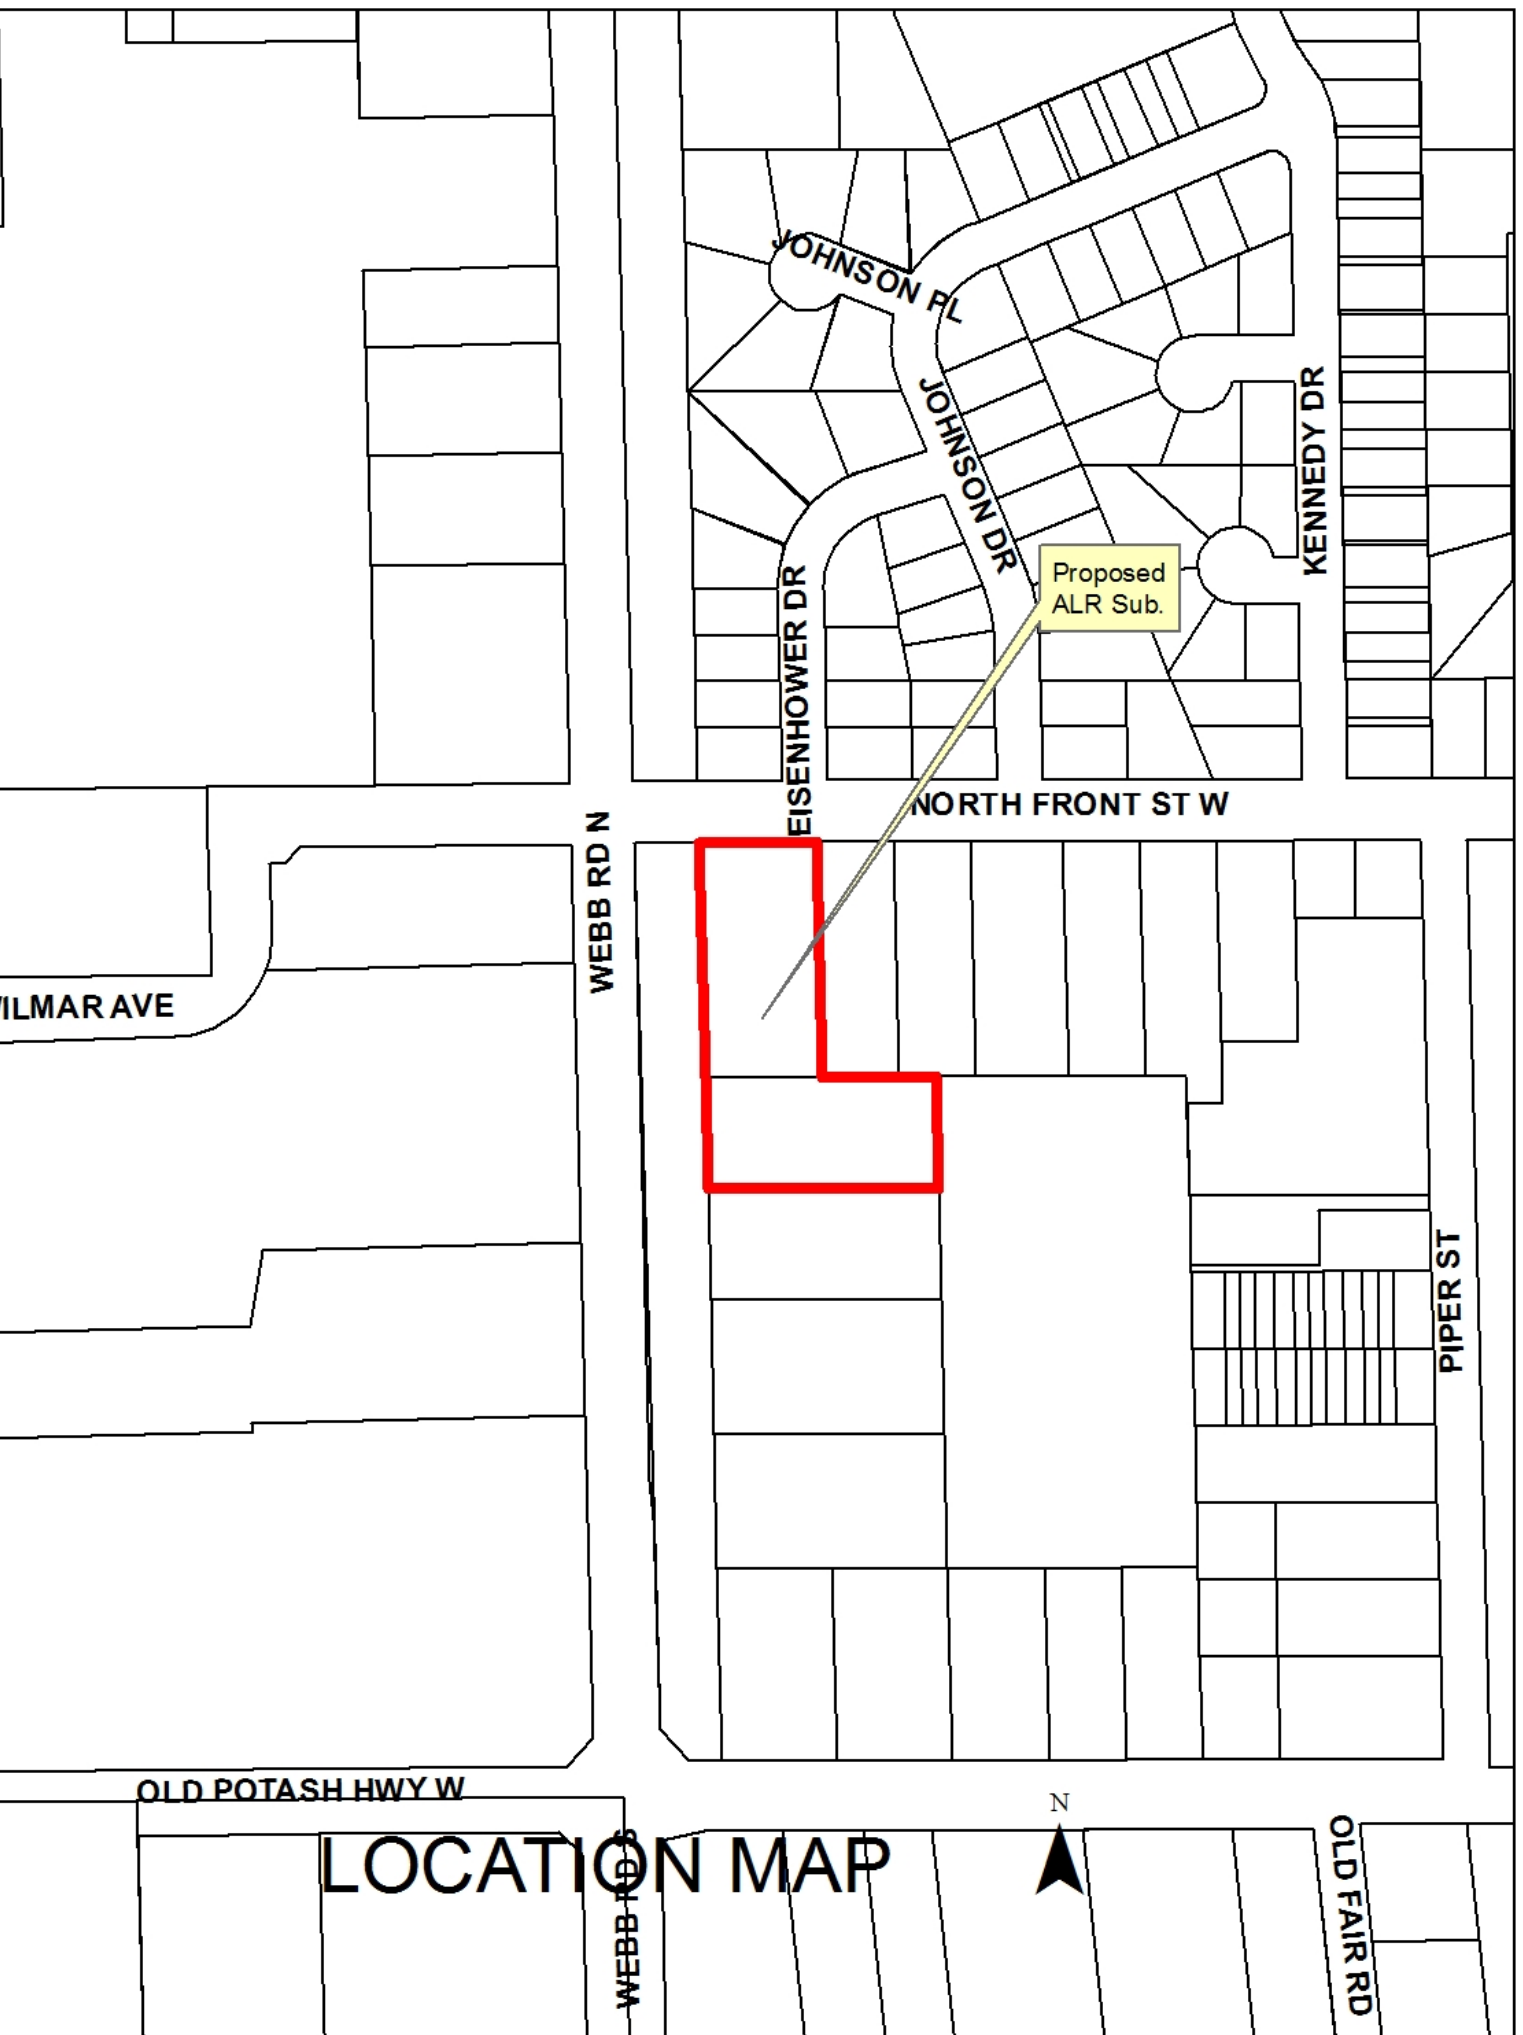 JOHNSON PL
JOHNSON DR
KENNEDY DR
Proposed
ALR Sub.
EISENHOWER DR
NORTH FRONT ST W
WEBB RD N
ILMAR AVE
PIPER ST
OLD POTASH HWY W
N
LOCATION MAP
WEBB RD S
OLD FAIR RD